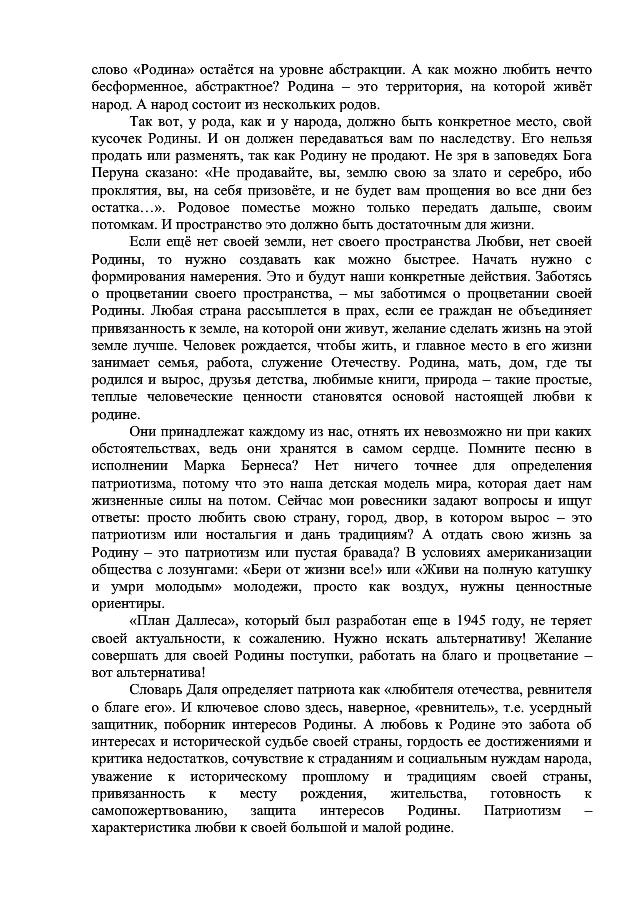 слово «Родина» остаётся на уровне абстракции. А как можно любить нечто
бесформенное, абстрактное? Родина – это территория, на которой живёт
народ. А народ состоит из нескольких родов.
Так вот, у рода, как и у народа, должно быть конкретное место, свой
кусочек Родины. И он должен передаваться вам по наследству. Его нельзя
продать или разменять, так как Родину не продают. Не зря в заповедях Бога
Перуна сказано: «Не продавайте, вы, землю свою за злато и серебро, ибо
проклятия, вы, на себя призовёте, и не будет вам прощения во все дни без
остатка…». Родовое поместье можно только передать дальше, своим
потомкам. И пространство это должно быть достаточным для жизни.
Если ещё нет своей земли, нет своего пространства Любви, нет своей
Родины, то нужно создавать как можно быстрее. Начать нужно с
формирования намерения. Это и будут наши конкретные действия. Заботясь
о процветании своего пространства, – мы заботимся о процветании своей
Родины. Любая страна рассыплется в прах, если ее граждан не объединяет
привязанность к земле, на которой они живут, желание сделать жизнь на этой
земле лучше. Человек рождается, чтобы жить, и главное место в его жизни
занимает семья, работа, служение Отечеству. Родина, мать, дом, где ты
родился и вырос, друзья детства, любимые книги, природа – такие простые,
теплые человеческие ценности становятся основой настоящей любви к
родине.
Они принадлежат каждому из нас, отнять их невозможно ни при каких
обстоятельствах, ведь они хранятся в самом сердце. Помните песню в
исполнении Марка Бернеса? Нет ничего точнее для определения
патриотизма, потому что это наша детская модель мира, которая дает нам
жизненные силы на потом. Сейчас мои ровесники задают вопросы и ищут
ответы: просто любить свою страну, город, двор, в котором вырос – это
патриотизм или ностальгия и дань традициям? А отдать свою жизнь за
Родину – это патриотизм или пустая бравада? В условиях американизации
общества с лозунгами: «Бери от жизни все!» или «Живи на полную катушку
и умри молодым» молодежи, просто как воздух, нужны ценностные
ориентиры.
«План Даллеса», который был разработан еще в 1945 году, не теряет
своей актуальности, к сожалению. Нужно искать альтернативу! Желание
совершать для своей Родины поступки, работать на благо и процветание –
вот альтернатива!
Словарь Даля определяет патриота как «любителя отечества, ревнителя
о благе его». И ключевое слово здесь, наверное, «ревнитель», т.е. усердный
защитник, поборник интересов Родины. А любовь к Родине это забота об
интересах и исторической судьбе своей страны, гордость ее достижениями и
критика недостатков, сочувствие к страданиям и социальным нуждам народа,
уважение к историческому прошлому и традициям своей страны,
привязанность к месту рождения, жительства, готовность к
самопожертвованию, защита интересов Родины. Патриотизм –
характеристика любви к своей большой и малой родине.